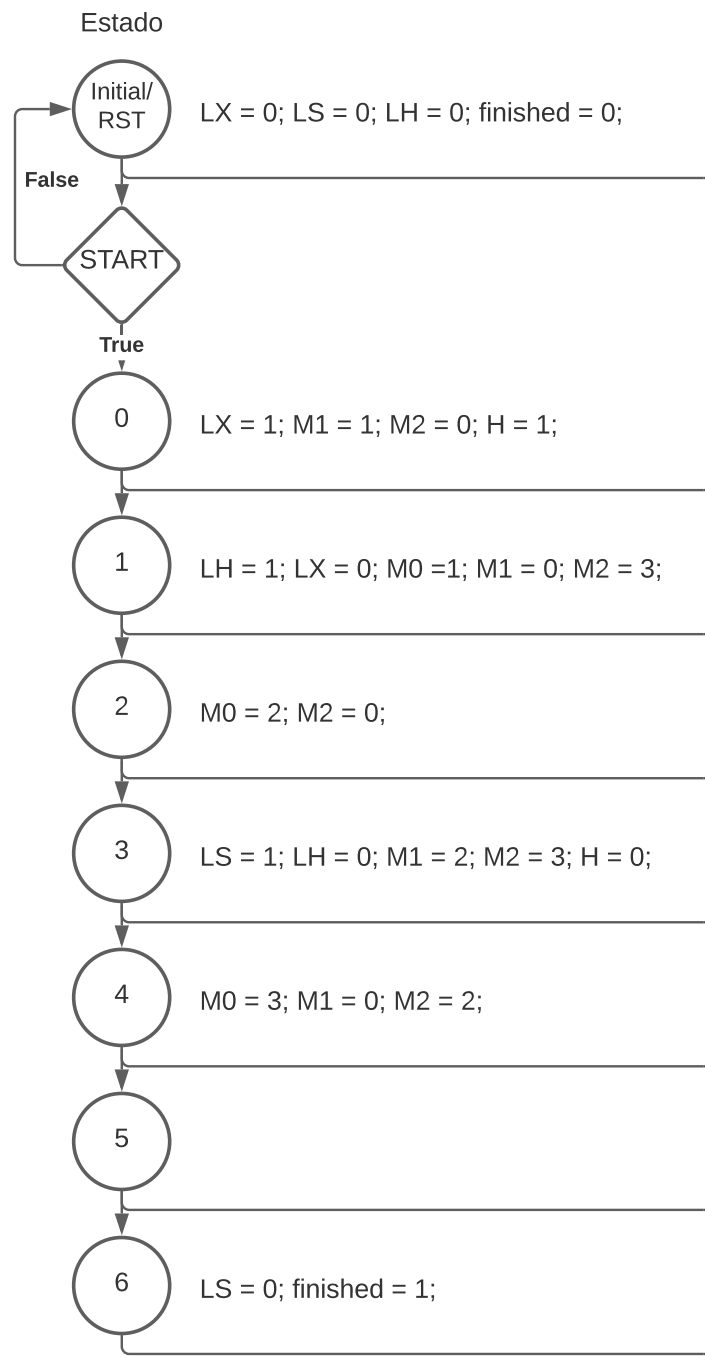 Estado
Initial/
RST
LX = 0; LS = 0; LH = 0; finished = 0;
False
START
True
0
LX = 1; M1 = 1; M2 = 0; H = 1;
1
LH = 1; LX = 0; M0 =1; M1 = 0; M2 = 3;
2
M0 = 2; M2 = 0;
3
LS = 1; LH = 0; M1 = 2; M2 = 3; H = 0;
4
M0 = 3; M1 = 0; M2 = 2;
5
6
LS = 0; finished = 1;